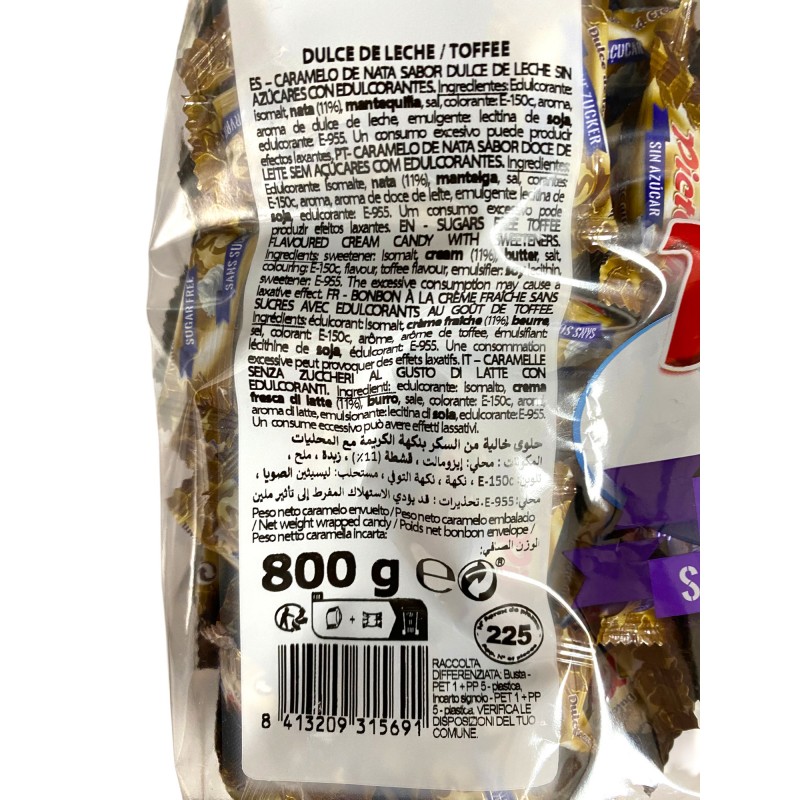 DULCE DE LECHE / TOFFEE
ES – CARAMELO DE NATA SABOR DULCE DE LECHE SIN
AZÚCARES CON EDULCORANTES. Ingredientes: Edulcorante:
Isomalt, nata (11%), mantequilla, sal, colorante: E-150c, aroma,
aroma de dulce de leche, emulgente: lecitina de soja,
edulcorante: E-955. Un consumo excesivo puede producir
efectos laxantes. PT- CARAMELO DE NATA SABOR DOCE DE
LEITE SEM AÇUCARES COM EDULCORANTES. Ingredientes:
Edulcorante: Isomalte, nata (11%), manteiga, sal, corantes:
E-150c, aroma, aroma de doce de leite, emulgente: lecitina de
soja, edulcorante: E-955. Um consumo excessivo pode
produzir efeitos laxantes. EN - SUGARS FREE TOFFEE
FLAVOURED CREAM CANDY WITH SWEETENERS.
Ingredients: sweetener: Isomalt, cream (11%), butter, salt,
colouring: E-150c, flavour, toffee flavour, emulsifier: soy lecithin,
sweetener: E-955. The excessive consumption may cause a
laxative effect. FR - BONBON À LA CRÈME FRAÎCHE SANS
SUCRES AVEC EDULCORANTS AU GOÛT DE TOFFEE.
Ingrédients: édulcorant: Isomalt, crème fraîche (11%), beurre,
sel, colorant: E-150c, arôme, arôme de toffee, émulsifiant:
lécithine de soja, édulcorant: E-955. Une consommation
excessive peut provoquer des effets laxatifs. IT – CARAMELLE
SENZA ZUCCHERI AL GUSTO DI LATTE CON
EDULCORANTI. Ingredienti: edulcorante: Isomalto, crema
fresca di latte (11%), burro, sale, colorante: E-150c, aromi,
aroma di latte, emulsionante: lecitina di soia, edulcorante: E-955.
Un consume eccessivo può avere effetti lassativi.
حلوى خالية من السكر بنكهة الكريمة مع المحليات
المكونات : محلي: إيزومالت ، قشطة (11٪) ، زبدة ، ملح ،
تلوين: E-150c ، نكهة ، نكهة التوفي ، مستحلب: ليسيثين الصويا ،
محلي: E-955. تحذيرات : قد يؤدي الاستهلاك المفرط إلى تأثير ملين
Peso neto caramelo envuelto / Peso neto caramelo embalado
/ Net weight wrapped candy / Poids net bonbon envelope /
Peso netto caramella incarta:
الوزن الصافي:
800 g ℮ ®
225
RACCOLTA
DIFFERENZIATA: Busta -
PET 1 + PP 5 - plastica,
Incarto signolo - PET 1 + PP
5 - plastica. VERIFICA LE
DISPOSIZIONI DEL TUO
COMUNE.
8 413209 315691
SUGAR FREE
SIN AZÚCAR